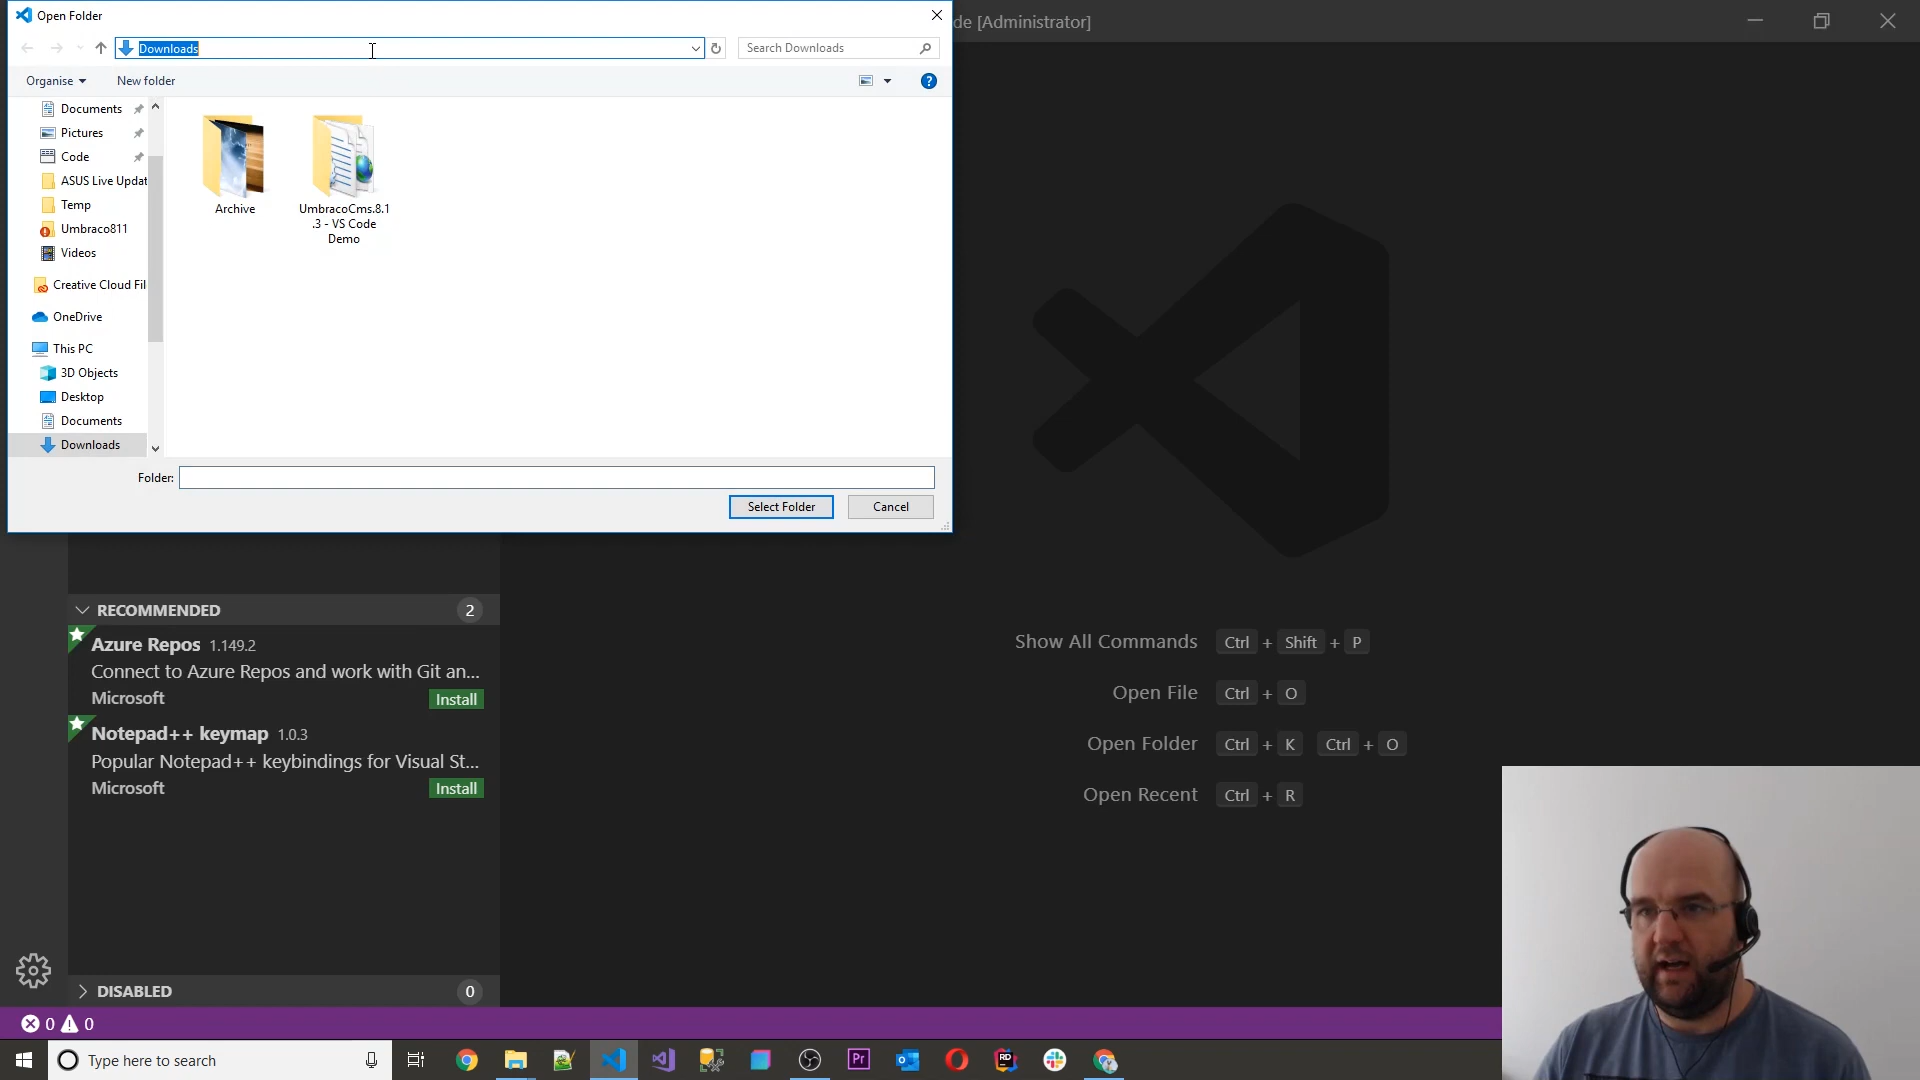 Open Folder
de [Administrator]
Downloads
Search Downloads
Organise
New folder
Documents
Pictures
Code
ASUS Live Updat
Temp
Umbraco811
Videos
Creative Cloud Fil
OneDrive
This PC
3D Objects
Desktop
Documents
Downloads
Archive
UmbracoCms.8.1
.3 - VS Code
Demo
Folder:
Select Folder
Cancel
RECOMMENDED 2
Azure Repos 1.149.2
Connect to Azure Repos and work with Git an...
Microsoft Install
Notepad++ keymap 1.0.3
Popular Notepad++ keybindings for Visual St...
Microsoft Install
DISABLED 0
Show All Commands Ctrl + Shift + P
Open File Ctrl + O
Open Folder Ctrl + K Ctrl + O
Open Recent Ctrl + R
0 0
Type here to search
Pr
RD